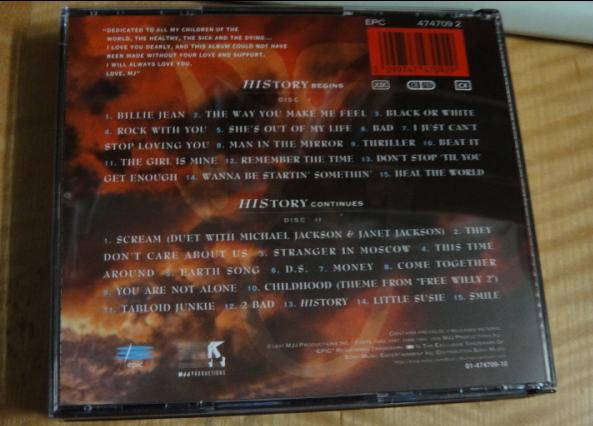 "DEDICATED TO ALL MY CHILDREN OF THE
WORLD, THE HEALTHY, THE SICK AND THE DYING...
I LOVE YOU DEARLY, AND THIS ALBUM COULD NOT HAVE
BEEN MADE WITHOUT YOUR LOVE AND SUPPORT.
I WILL ALWAYS LOVE YOU.
LOVE, MJ"
EPC 474709 2
HISTORY BEGINS
DISC I
1. BILLIE JEAN 2. THE WAY YOU MAKE ME FEEL 3. BLACK OR WHITE
4. ROCK WITH YOU 5. SHE'S OUT OF MY LIFE 6. BAD 7. I JUST CAN'T
STOP LOVING YOU 8. MAN IN THE MIRROR 9. THRILLER 10. BEAT IT
11. THE GIRL IS MINE 12. REMEMBER THE TIME 13. DON'T STOP 'TIL YOU
GET ENOUGH 14. WANNA BE STARTIN' SOMETHIN' 15. HEAL THE WORLD
HISTORY CONTINUES
DISC II
1. SCREAM (DUET WITH MICHAEL JACKSON & JANET JACKSON) 2. THEY
DON'T CARE ABOUT US 3. STRANGER IN MOSCOW 4. THIS TIME
AROUND 5. EARTH SONG 6. D.S. 7. MONEY 8. COME TOGETHER
9. YOU ARE NOT ALONE 10. CHILDHOOD (THEME FROM "FREE WILLY 2")
11. TABLOID JUNKIE 12. 2 BAD 13. HISTORY 14. LITTLE SUSIE 15. SMILE
CONTAINS PREVIOUSLY RELEASED MATERIAL
epic
MJJ PRODUCTIONS
01-474709-10